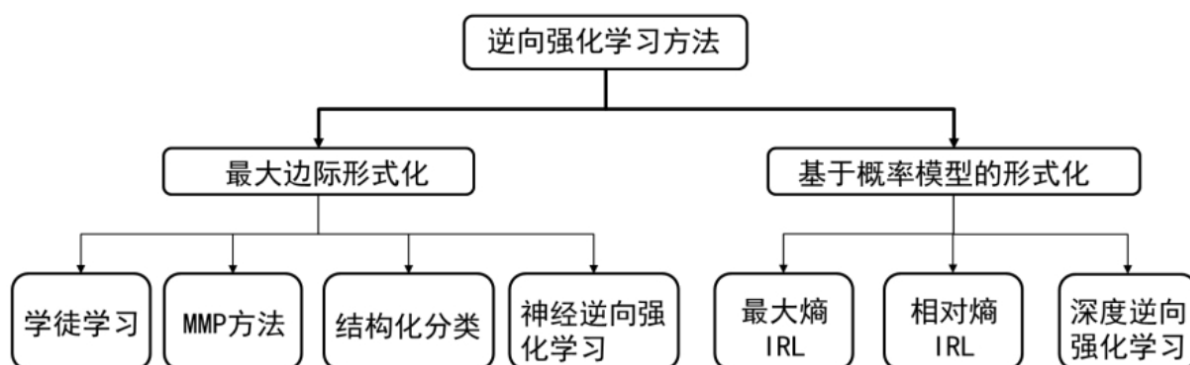 逆向强化学习方法
最大边际形式化
基于概率模型的形式化
学徒学习
MMP方法
结构化分类
神经逆向强
化学习
最大熵
IRL
相对熵
IRL
深度逆向
强化学习